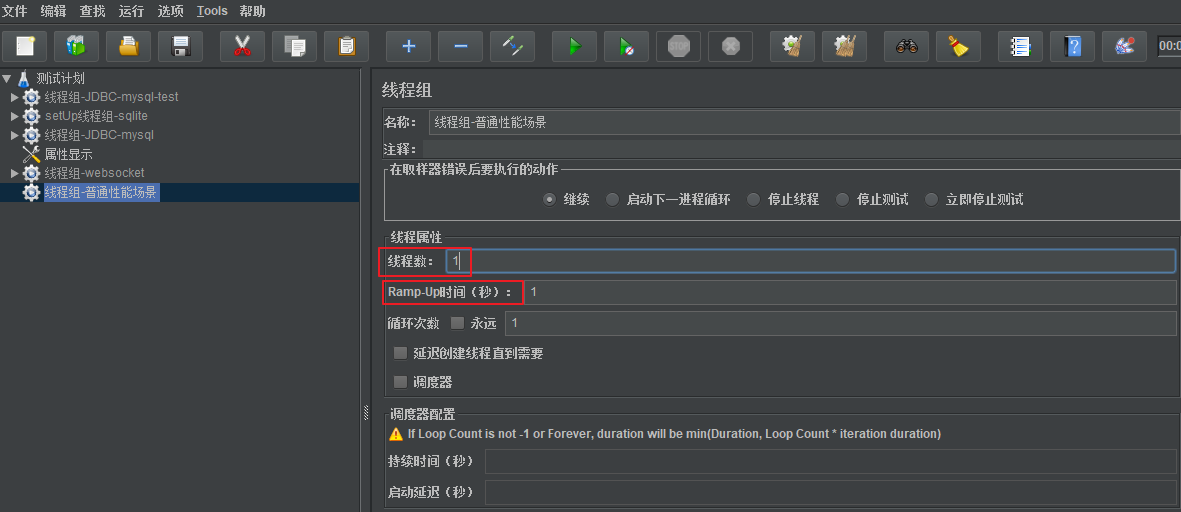 文件 编辑 查找 运行 选项 Tools 帮助
STOP
00:0
测试计划
线程组-JDBC-mysql-test
setUp线程组-sqlite
线程组-JDBC-mysql
属性显示
线程组-websocket
线程组-普通性能场景
线程组
名称： 线程组-普通性能场景
注释：
在取样器错误后要执行的动作
继续 启动下一进程循环 停止线程 停止测试 立即停止测试
线程属性
线程数： 1
Ramp-Up时间（秒）： 1
循环次数 永远 1
延迟创建线程直到需要
调度器
调度器配置
If Loop Count is not -1 or Forever, duration will be min(Duration, Loop Count * iteration duration)
持续时间（秒）
启动延迟（秒）